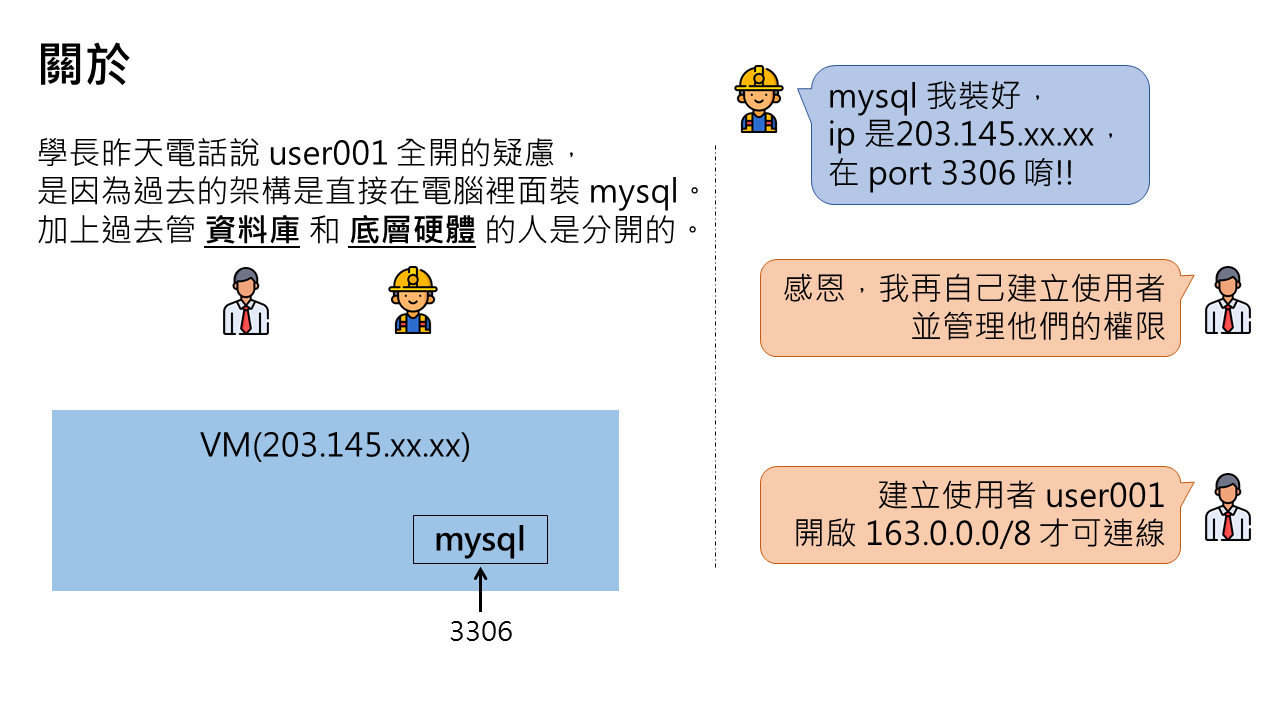 關於
學長昨天電話說 user001 全開的疑慮，
是因為過去的架構是直接在電腦裡面裝 mysql。
加上過去管 資料庫 和 底層硬體 的人是分開的。
VM(203.145.xx.xx)
mysql
3306
mysql 我裝好，
ip 是203.145.xx.xx，
在 port 3306 唷!!
感恩，我再自己建立使用者
並管理他們的權限
建立使用者 user001
開啟 163.0.0.0/8 才可連線